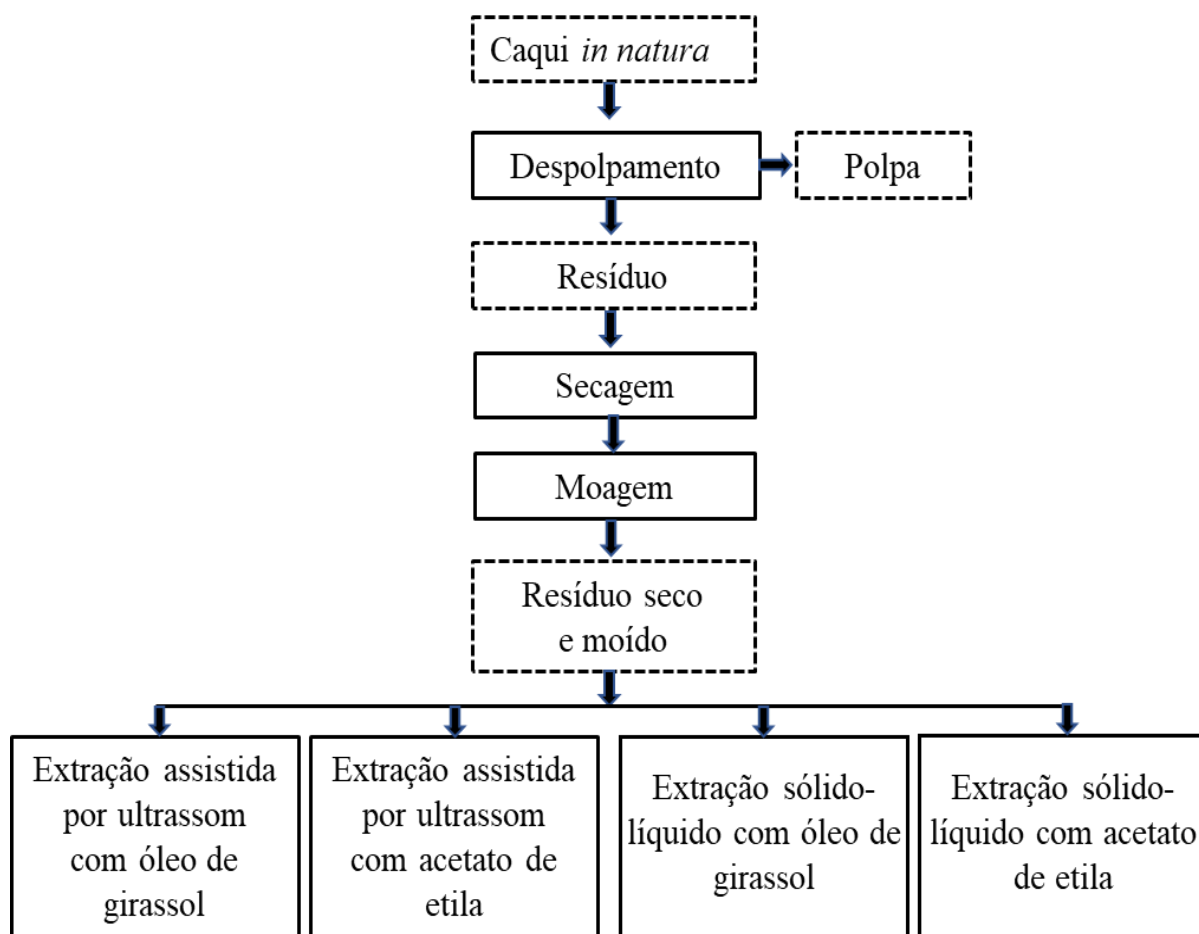 Caqui in natura
Despolpamento
Polpa
Resíduo
Secagem
Moagem
Resíduo seco
e moído
Extração assistida
por ultrassom
com óleo de
girassol
Extração assistida
por ultrassom
com acetato de
etila
Extração sólido-
líquido com óleo de
girassol
Extração sólido-
líquido com acetato
de etila